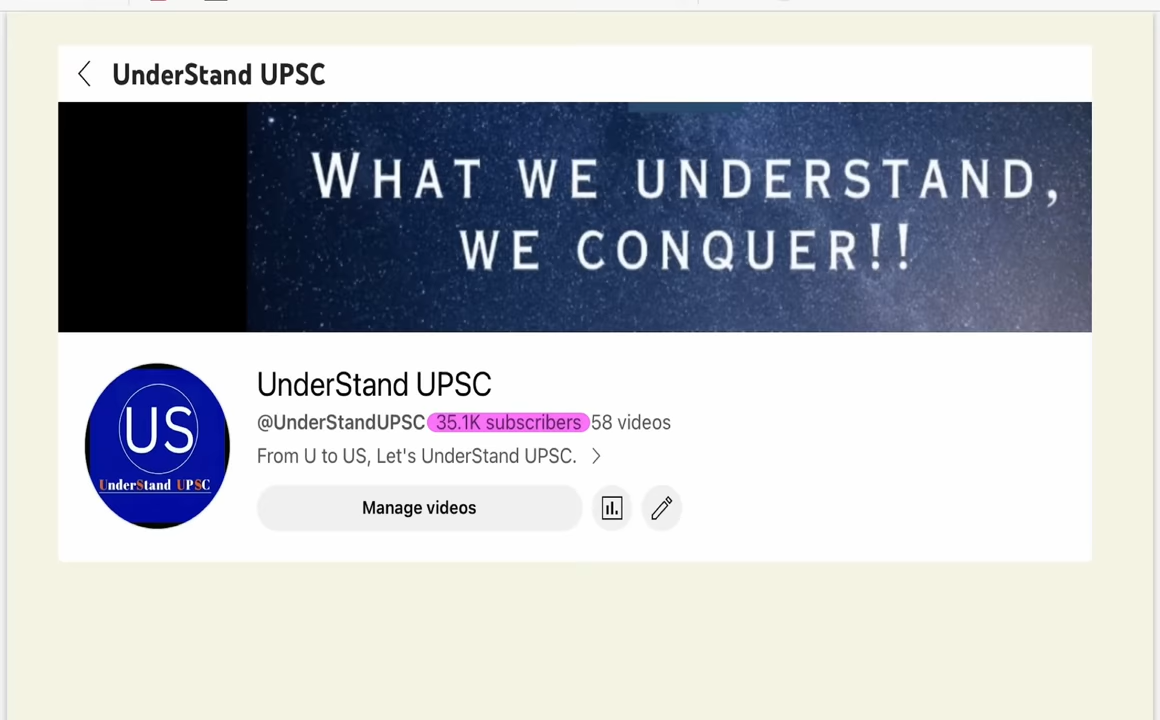 UnderStand UPSC
WHAT WE UNDERSTAND,
WE CONQUER!!
US
UnderStand UPSC
UnderStand UPSC
@UnderStandUPSC 35.1K subscribers 58 videos
From U to US, Let's UnderStand UPSC.
Manage videos